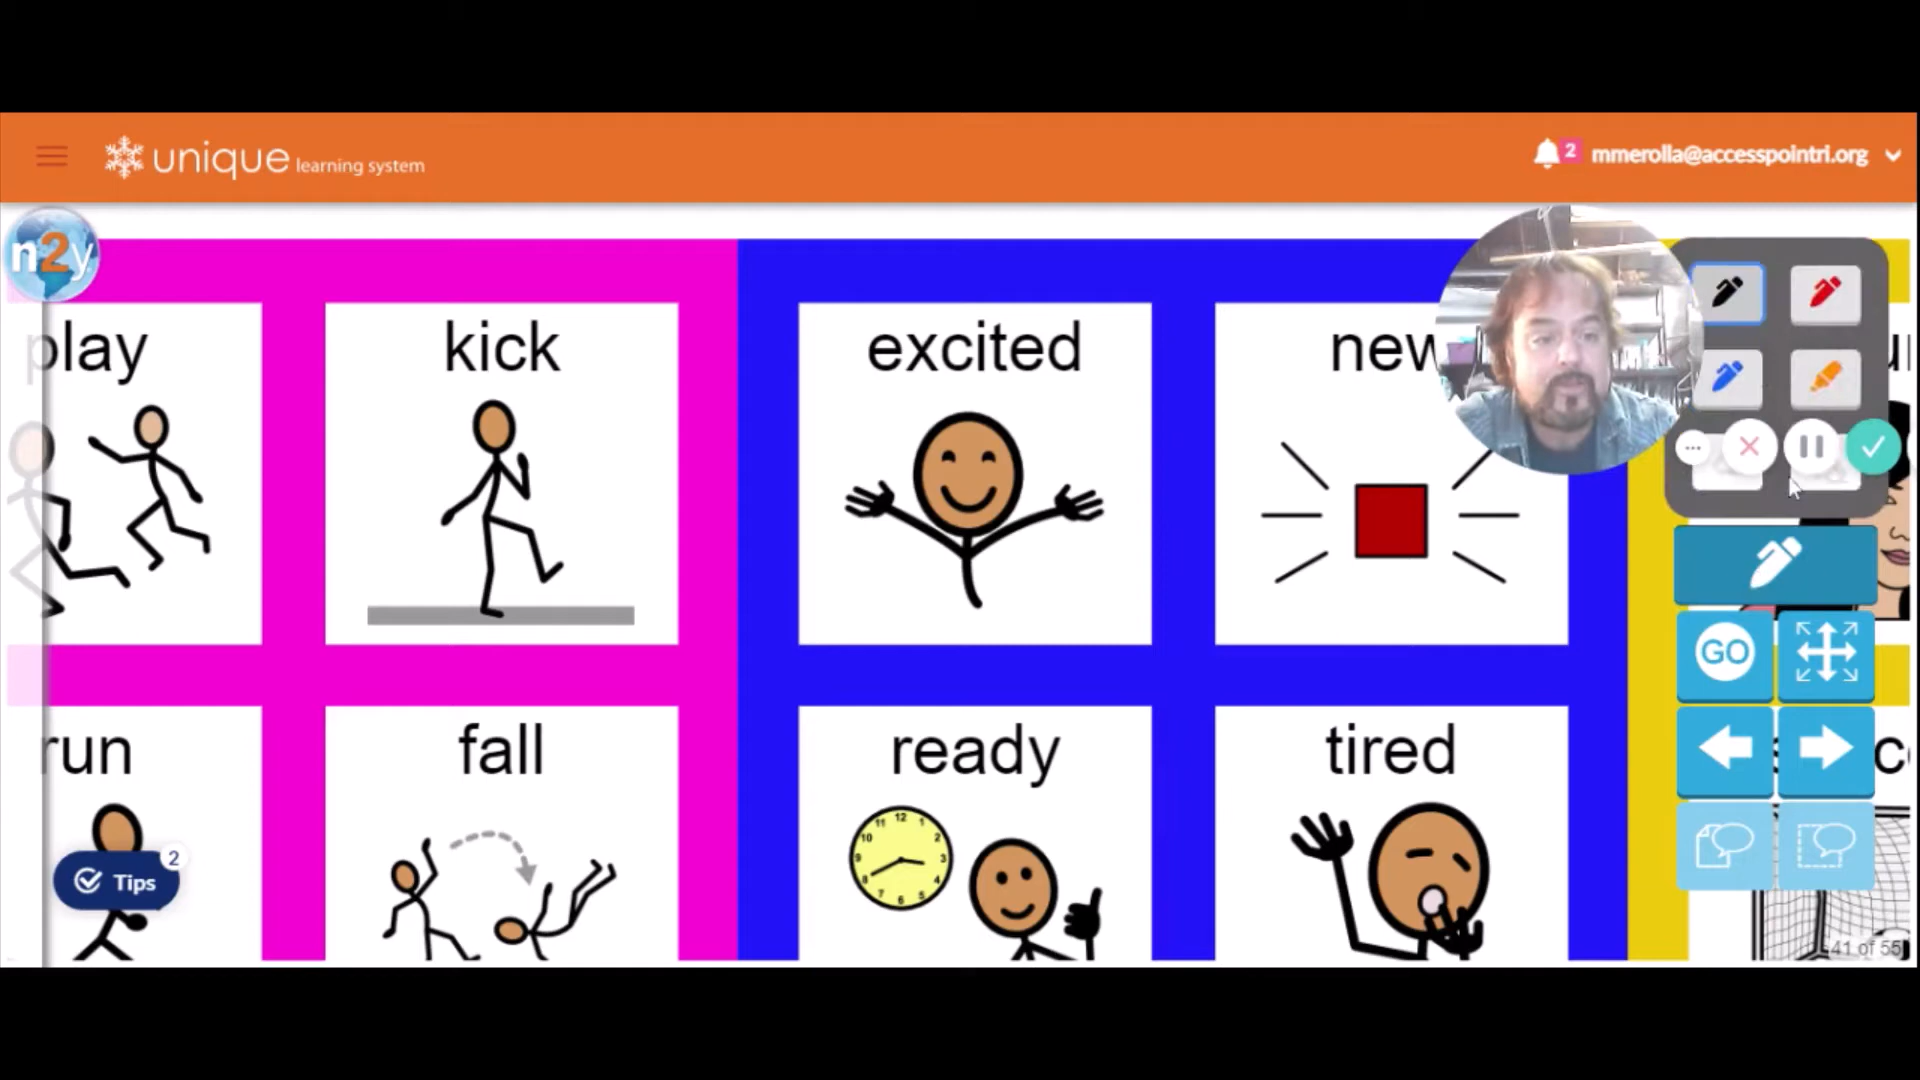 unique learning system
2 mmerolla@accesspointri.org
n2y
play kick excited new
run fall ready tired
GO
2
Tips
41 of 55